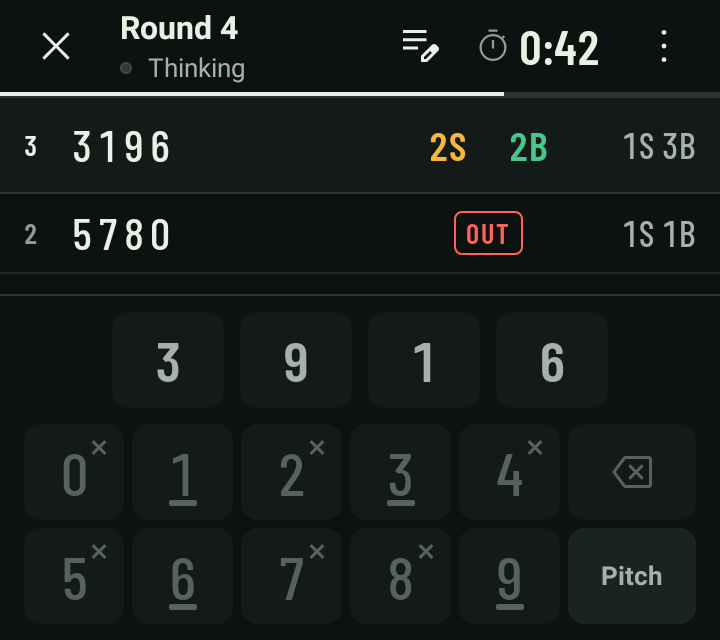 Round 4
Thinking
0:42
3 3196 2S 2B 1S 3B
2 5780 OUT 1S 1B
3 9 1 6
0 1 2 3 4
5 6 7 8 9 Pitch